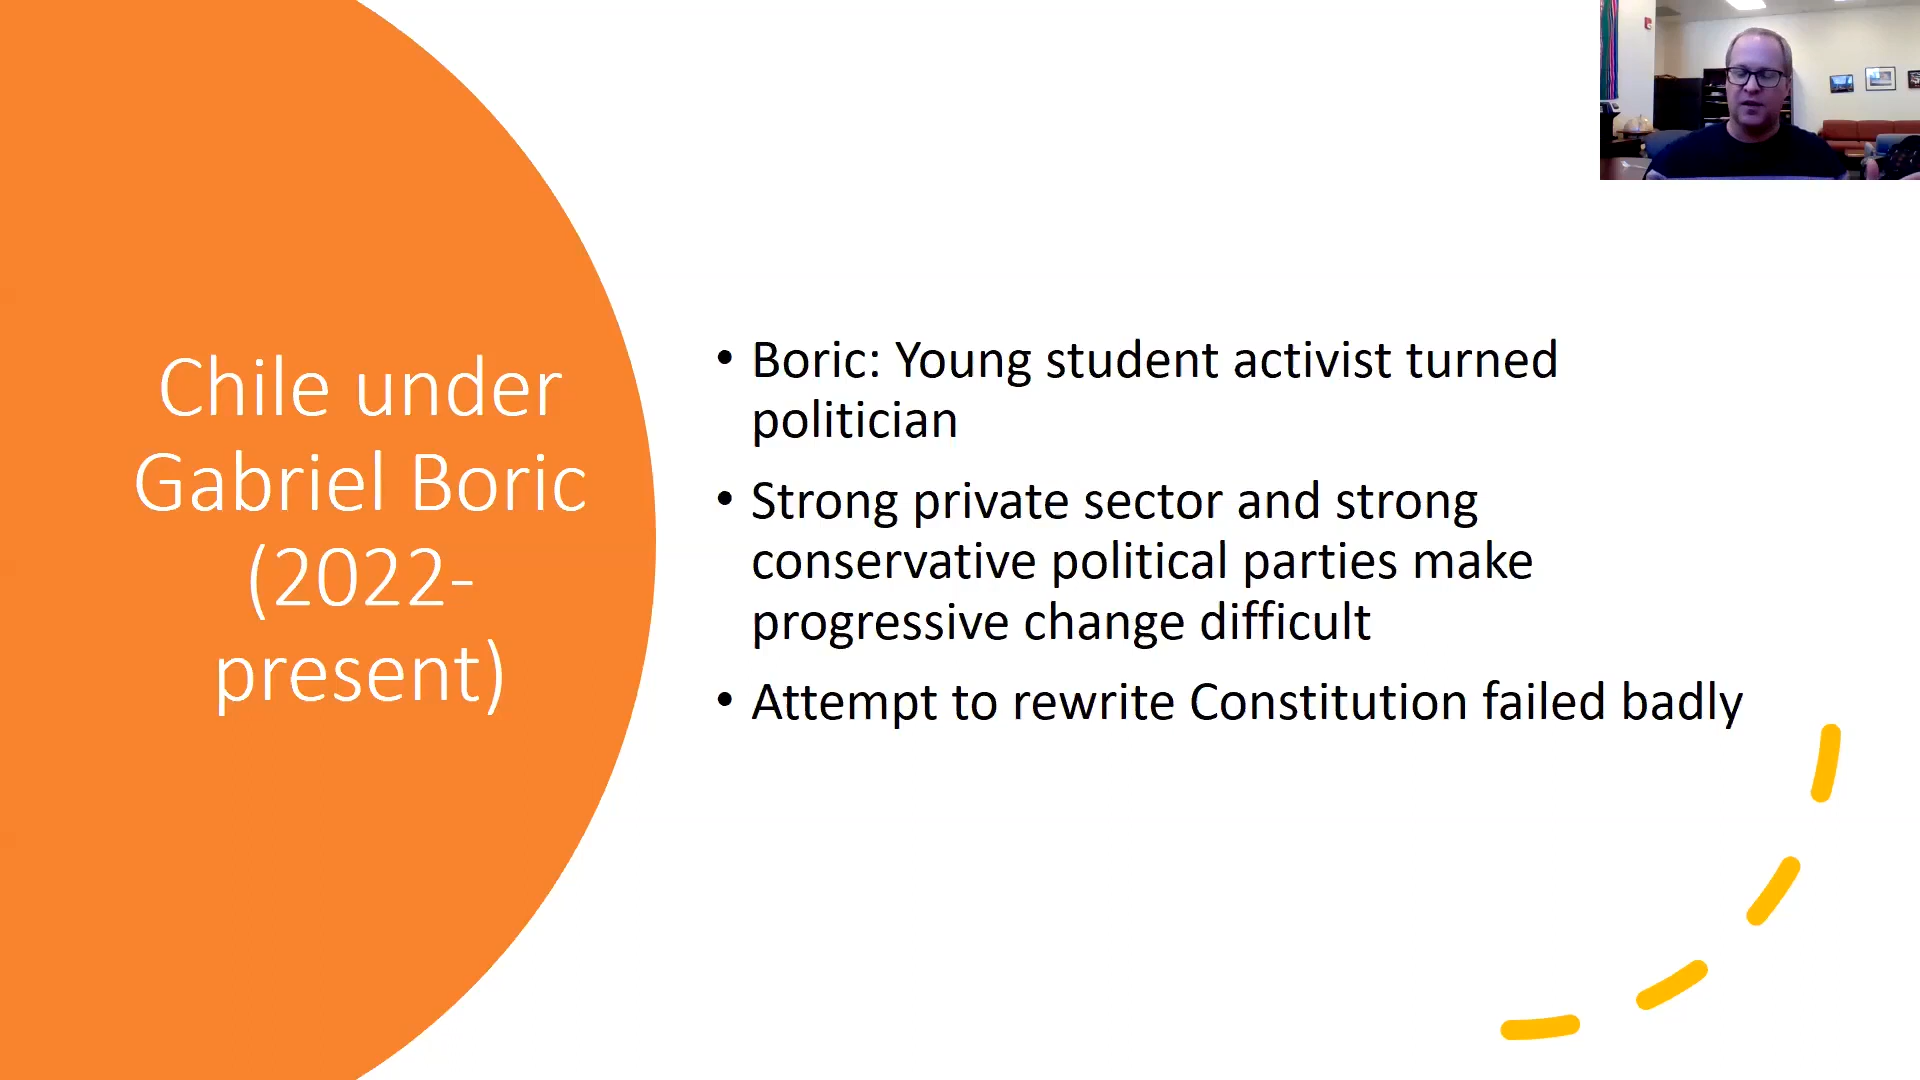 Chile under
Gabriel Boric
(2022-
present)
• Boric: Young student activist turned
politician
• Strong private sector and strong
conservative political parties make
progressive change difficult
• Attempt to rewrite Constitution failed badly